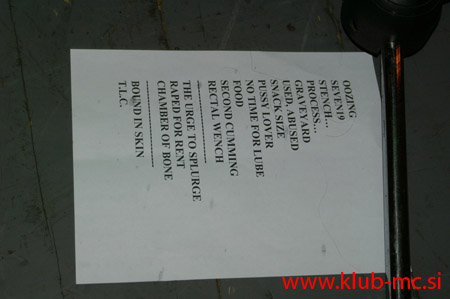 OOZING
SEVEN19
STENCH...
PROCESS...
GRAVEYARD
USED, ABUSED
SNACK SIZE
PUSSY LOVER
NO TIME FOR LUBE
FOOD
SECOND CUMMING
RECTAL WENCH
--------------------
THE URGE TO SPLURGE
RAPED FOR RENT
CHAMBER OF BONE
--------------------
BOUND IN SKIN
T.L.C.
www.klub-mc.si